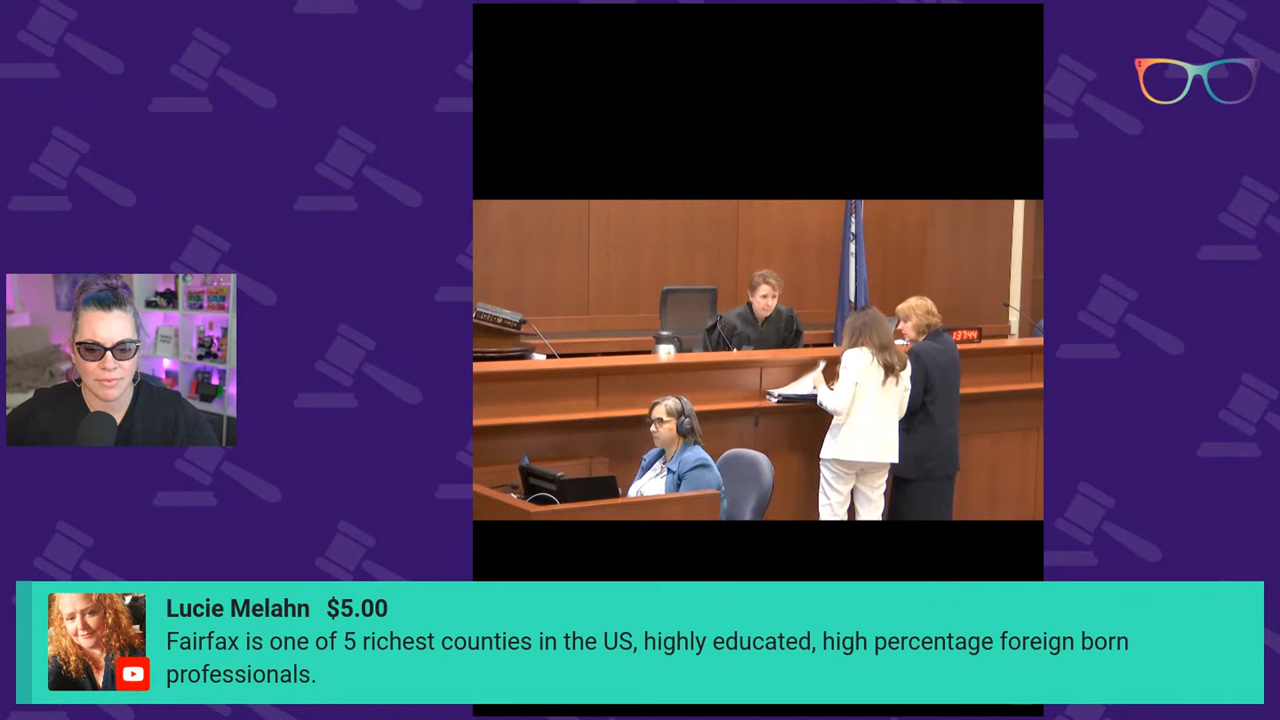 13744
Lucie Melahn $5.00
Fairfax is one of 5 richest counties in the US, highly educated, high percentage foreign born
professionals.